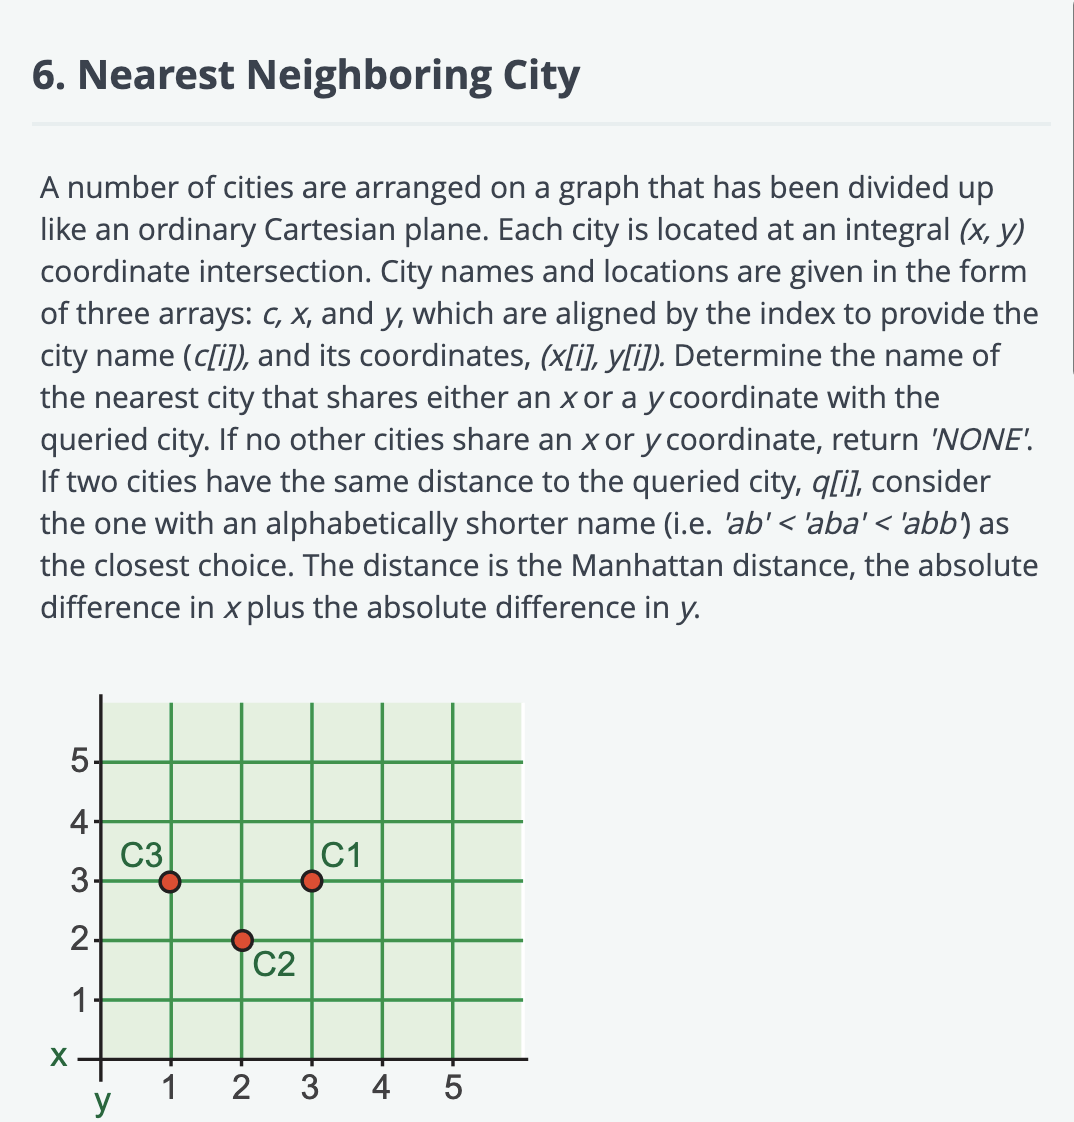 6. Nearest Neighboring City
A number of cities are arranged on a graph that has been divided up
like an ordinary Cartesian plane. Each city is located at an integral (x, y)
coordinate intersection. City names and locations are given in the form
of three arrays: c, x, and y, which are aligned by the index to provide the
city name (c[i]), and its coordinates, (x[i], y[i]). Determine the name of
the nearest city that shares either an x or a y coordinate with the
queried city. If no other cities share an x or y coordinate, return 'NONE'.
If two cities have the same distance to the queried city, q[i], consider
the one with an alphabetically shorter name (i.e. 'ab' < 'aba' < 'abb') as
the closest choice. The distance is the Manhattan distance, the absolute
difference in x plus the absolute difference in y.
5
4
C3 C1
3
2
C2
1
x
1 2 3 4 5
y